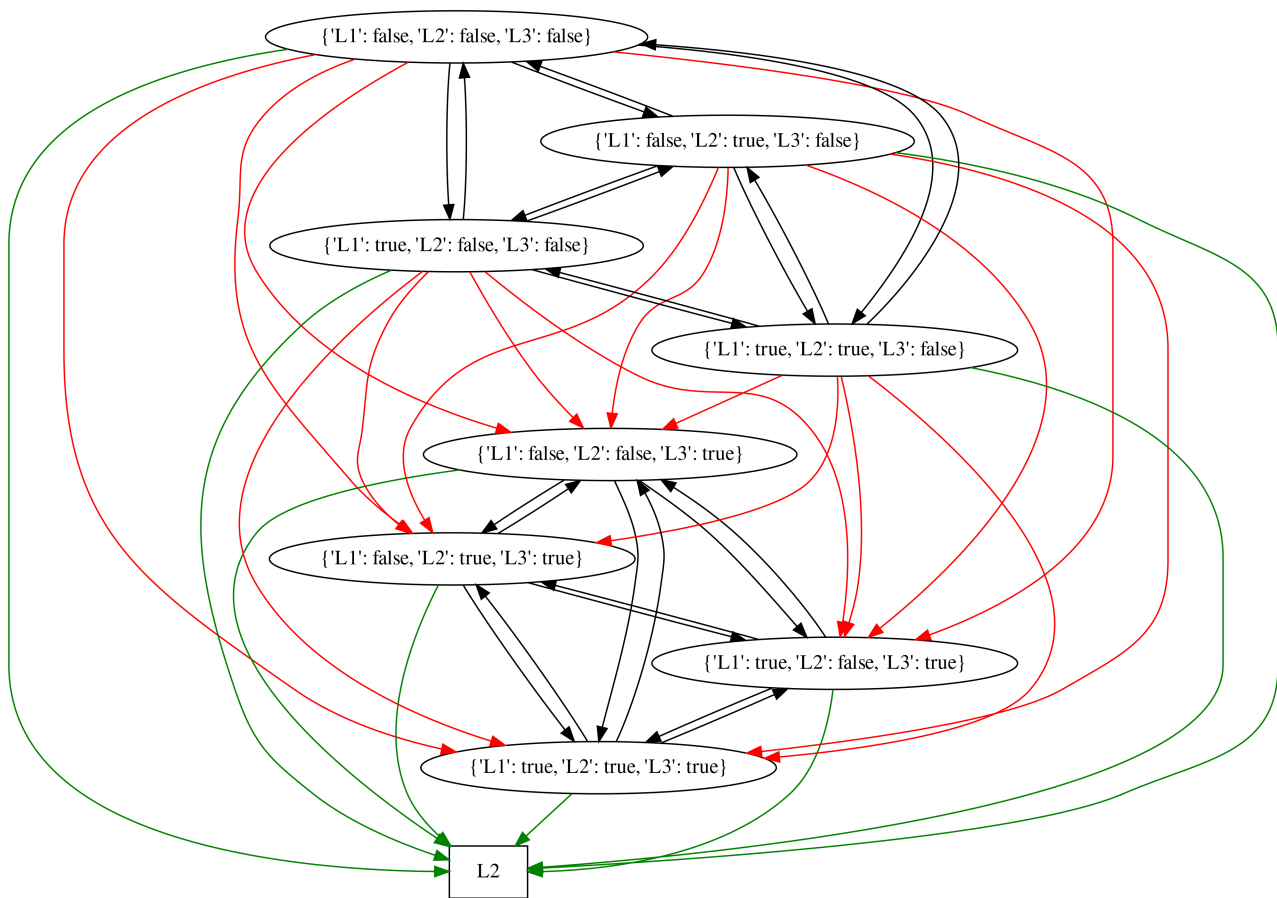 {'L1': false, 'L2': false, 'L3': false}
{'L1': false, 'L2': true, 'L3': false}
{'L1': true, 'L2': false, 'L3': false}
{'L1': true, 'L2': true, 'L3': false}
{'L1': false, 'L2': false, 'L3': true}
{'L1': false, 'L2': true, 'L3': true}
{'L1': true, 'L2': false, 'L3': true}
{'L1': true, 'L2': true, 'L3': true}
L2